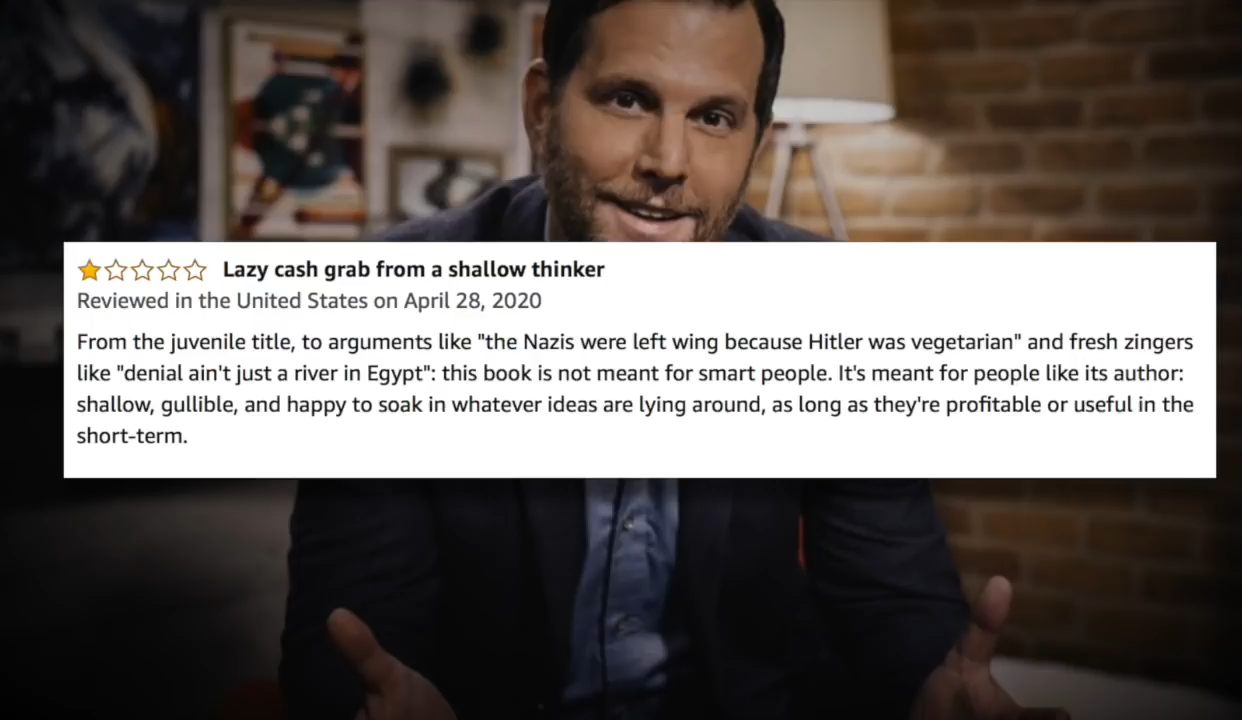 Lazy cash grab from a shallow thinker
Reviewed in the United States on April 28, 2020
From the juvenile title, to arguments like "the Nazis were left wing because Hitler was vegetarian" and fresh zingers
like "denial ain't just a river in Egypt": this book is not meant for smart people. It's meant for people like its author:
shallow, gullible, and happy to soak in whatever ideas are lying around, as long as they're profitable or useful in the
short-term.